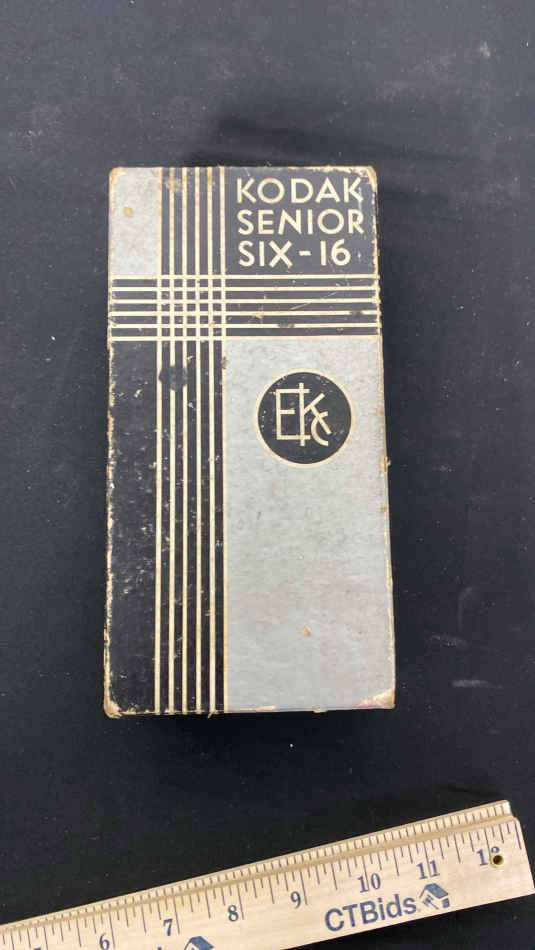 KODAK
SENIOR
SIX-16
EKC
6 7 8 9 10 11 12
CTBids